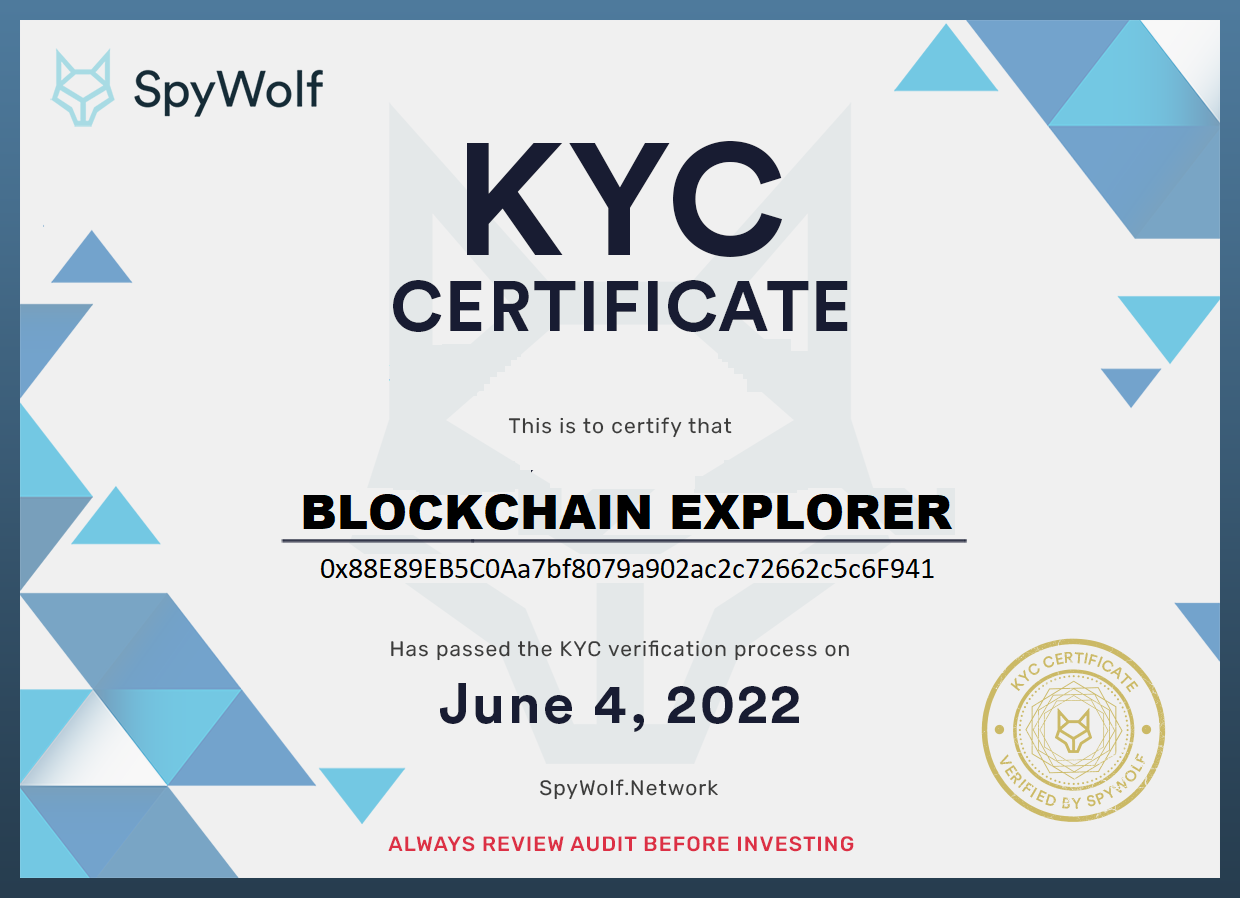 SpyWolf
KYC
CERTIFICATE
This is to certify that
BLOCKCHAIN EXPLORER
0x88E89EB5C0Aa7bf8079a902ac2c72662c5c6F941
Has passed the KYC verification process on
June 4, 2022
KYC CERTIFICATE
VERIFIED BY SPYWOLF
SpyWolf.Network
ALWAYS REVIEW AUDIT BEFORE INVESTING